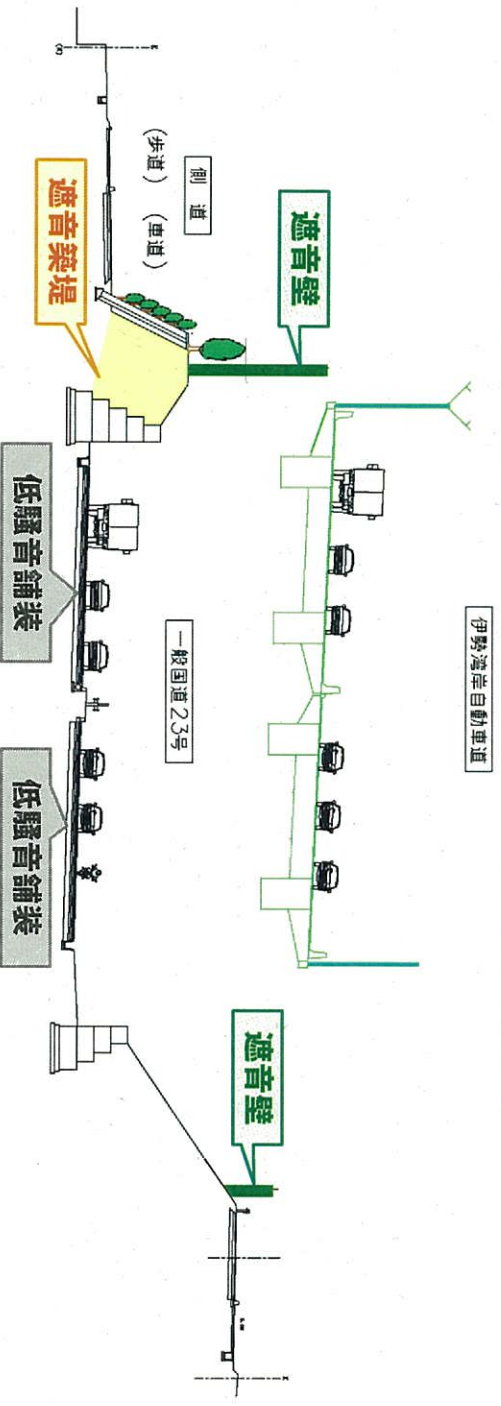 伊勢湾岸自動車道
遮音壁
側道
(歩道) (車道)
遮音築堤
一般国道23号
遮音壁
低騒音舗装
低騒音舗装